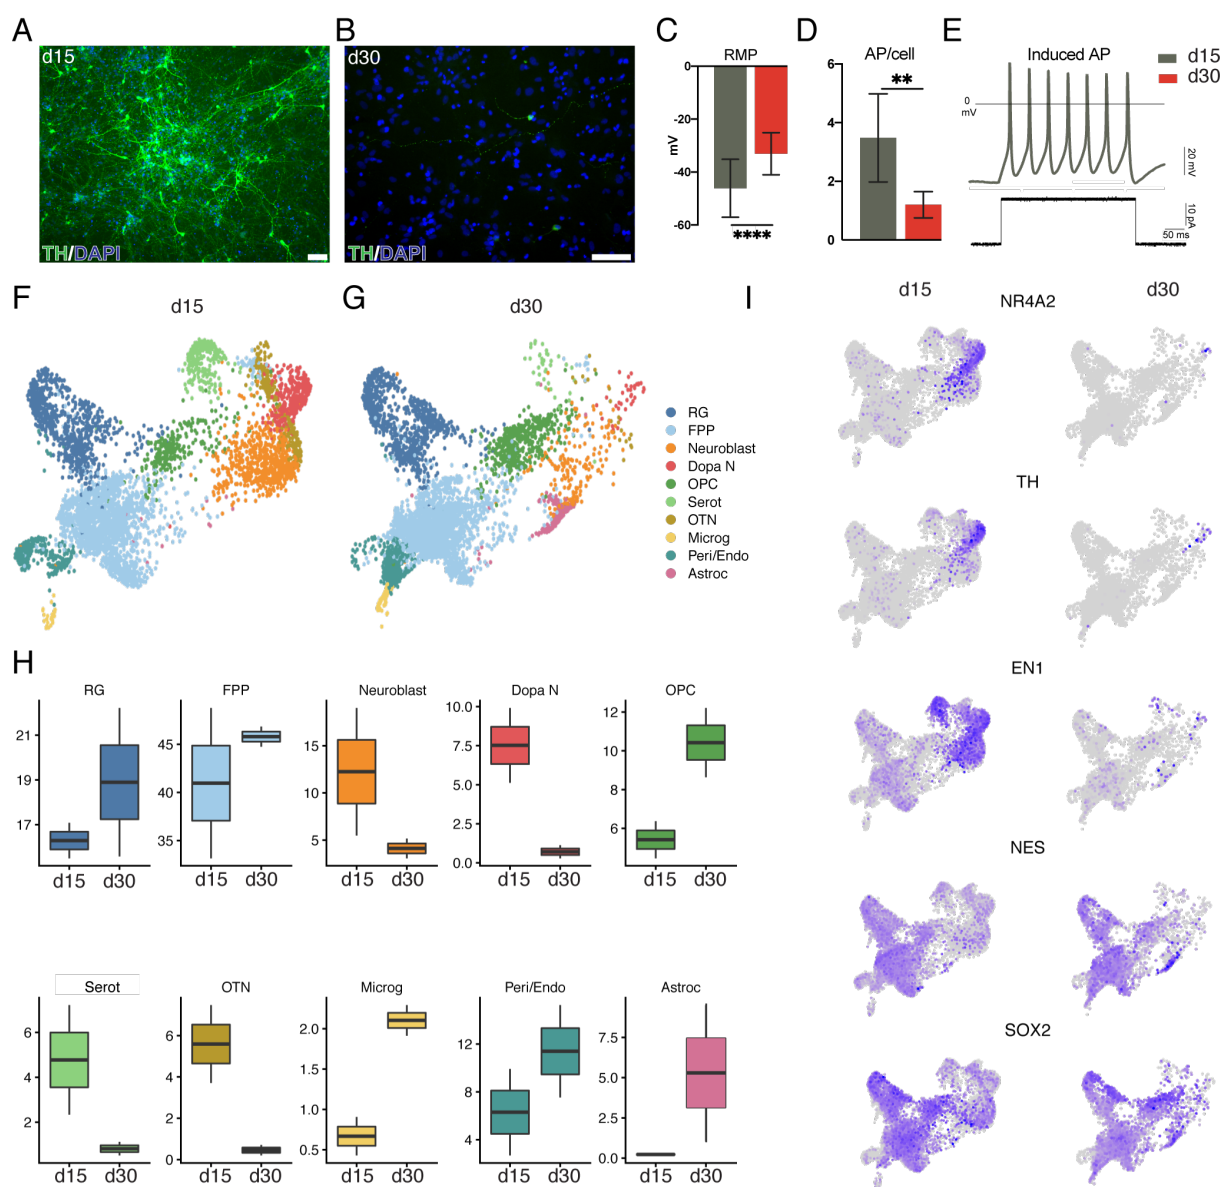 A
B
C
D
E
d15
TH/DAPI
d30
TH/DAPI
RMP
0
-20
-40
-60
mV
****
AP/cell
6
4
2
0
**
Induced AP
d15
d30
0
mV
20 mV
10 pA
50 ms
F
d15
G
d30
RG
FPP
Neuroblast
Dopa N
OPC
Serot
OTN
Microg
Peri/Endo
Astroc
I
d15
d30
NR4A2
TH
EN1
NES
SOX2
H
RG
21
19
17
d15 d30
FPP
45
40
35
d15 d30
Neuroblast
15
10
5
d15 d30
Dopa N
10.0
7.5
5.0
2.5
0.0
d15 d30
OPC
12
10
8
6
d15 d30
Serot
6
4
2
d15 d30
OTN
6
4
2
0
d15 d30
Microg
2.0
1.5
1.0
0.5
d15 d30
Peri/Endo
12
8
4
d15 d30
Astroc
7.5
5.0
2.5
0.0
d15 d30